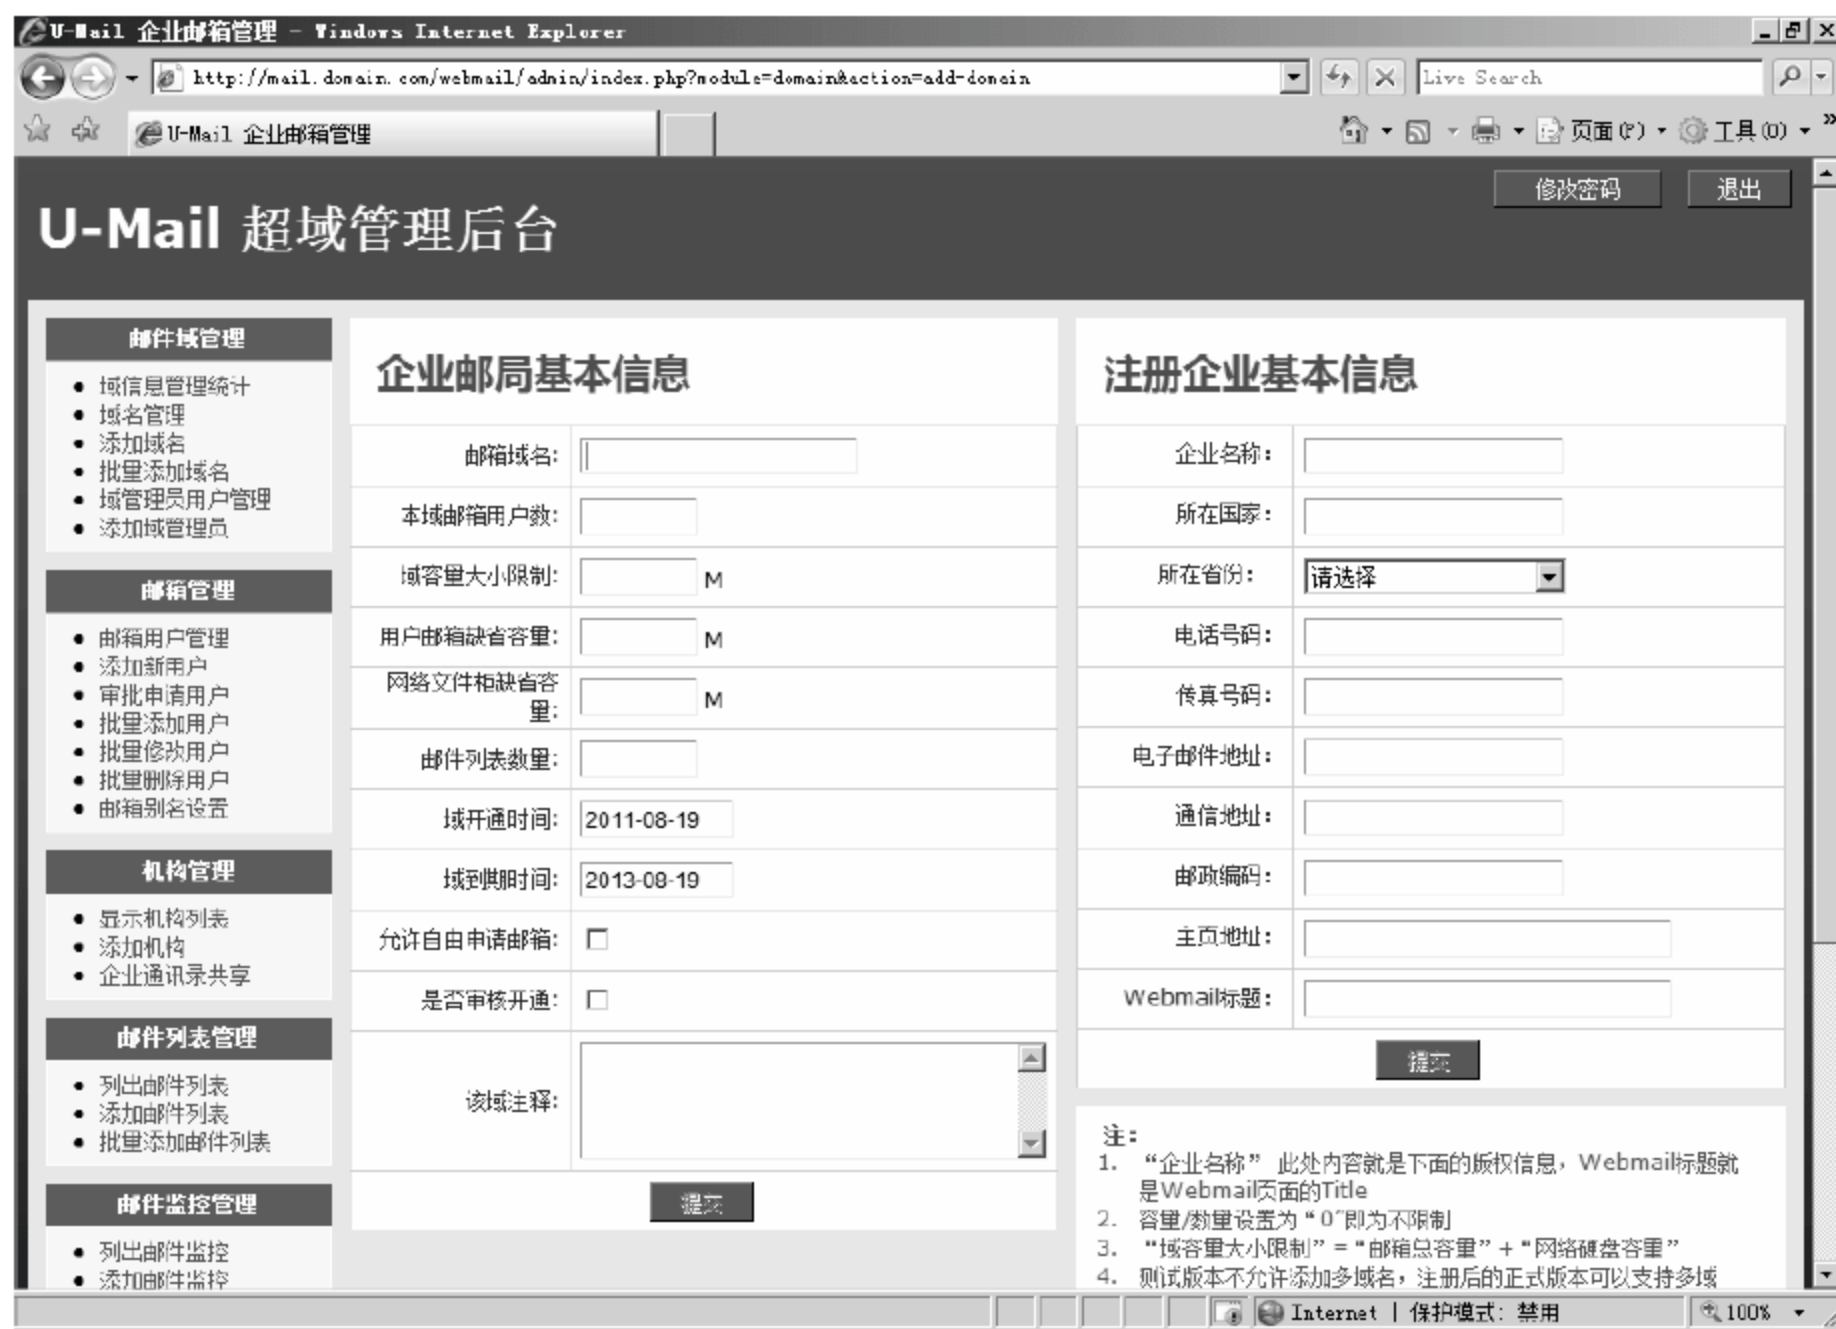 U-Mail 企业邮箱管理 - Windows Internet Explorer
http://mail.domain.com/webmail/admin/index.php?module=domain&action=add-domain
Live Search
U-Mail 企业邮箱管理
页面(P)
工具(O)
修改密码
退出
U-Mail 超域管理后台
邮件域管理
域信息管理统计
域名管理
添加域名
批量添加域名
域管理员用户管理
添加域管理员
邮箱管理
邮箱用户管理
添加新用户
审批申请用户
批量添加用户
批量修改用户
批量删除用户
邮箱别名设置
机构管理
显示机构列表
添加机构
企业通讯录共享
邮件列表管理
列出邮件列表
添加邮件列表
批量添加邮件列表
邮件监控管理
列出邮件监控
添加邮件监控
企业邮局基本信息
邮箱域名:
本域邮箱用户数:
域容量大小限制: M
用户邮箱缺省容量: M
网络文件柜缺省容
量: M
邮件列表数量:
域开通时间: 2011-08-19
域到期时间: 2013-08-19
允许自由申请邮箱:
是否审核开通:
该域注释:
提交
注册企业基本信息
企业名称:
所在国家:
所在省份: 请选择
电话号码:
传真号码:
电子邮件地址:
通信地址:
邮政编码:
主页地址:
Webmail标题:
提交
注:
1. “企业名称” 此处内容就是下面的版权信息，Webmail标题就
是Webmail页面的Title
2. 容量/数量设置为“0”即为不限制
3. “域容量大小限制”=“邮箱总容量”+“网络硬盘容量”
4. 测试版本不允许添加多域名，注册后的正式版本可以支持多域
Internet | 保护模式: 禁用
100%